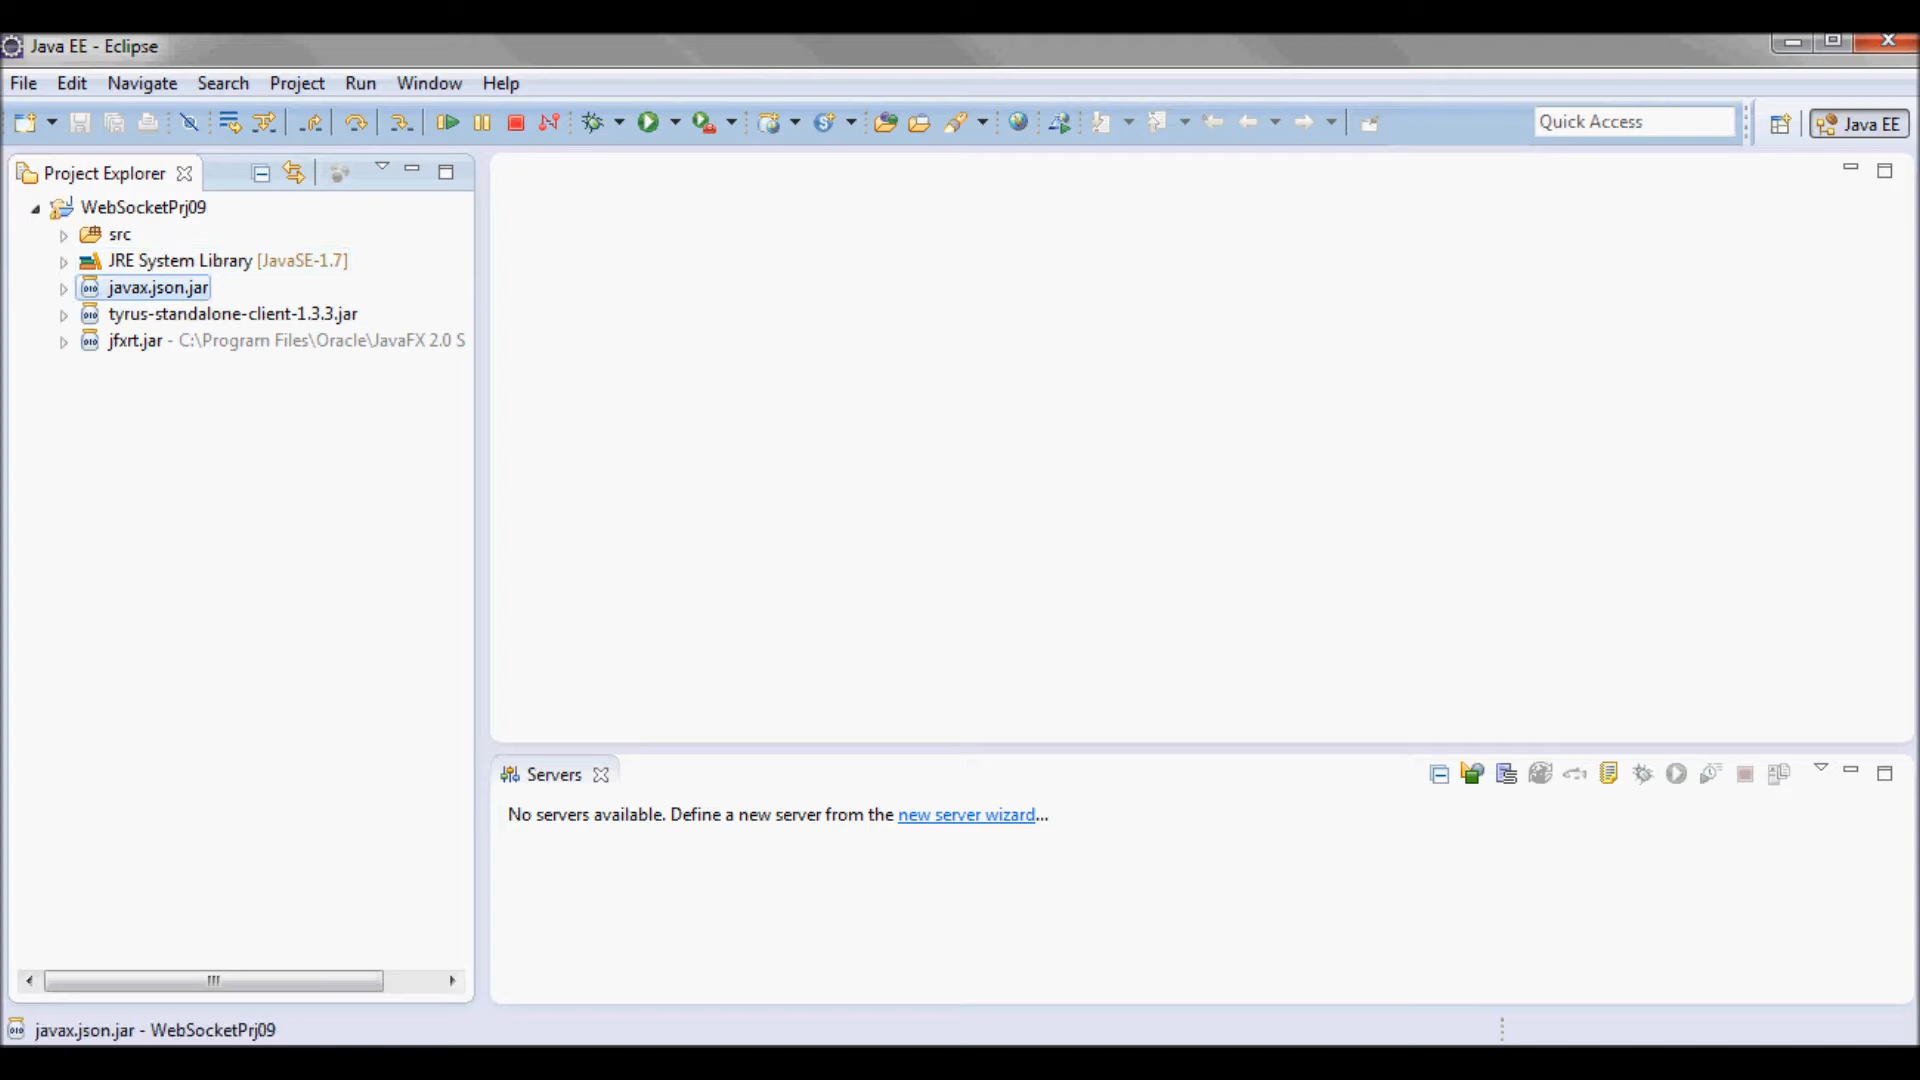 Java EE - Eclipse
File Edit Navigate Search Project Run Window Help
Quick Access
Java EE
Project Explorer
WebSocketPrj09
src
JRE System Library [JavaSE-1.7]
javax.json.jar
tyrus-standalone-client-1.3.3.jar
jfxrt.jar - C:\Program Files\Oracle\JavaFX 2.0 S
Servers
No servers available. Define a new server from the new server wizard...
javax.json.jar - WebSocketPrj09